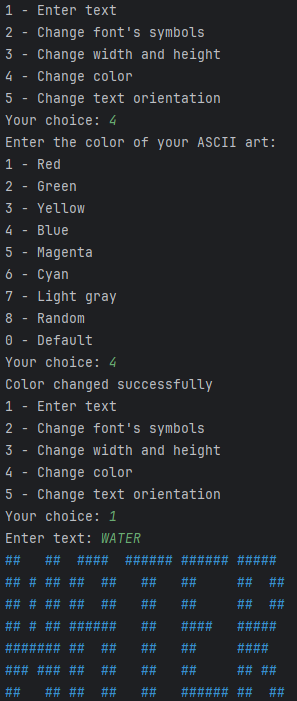 1 - Enter text
2 - Change font's symbols
3 - Change width and height
4 - Change color
5 - Change text orientation
Your choice: 4
Enter the color of your ASCII art:
1 - Red
2 - Green
3 - Yellow
4 - Blue
5 - Magenta
6 - Cyan
7 - Light gray
8 - Random
0 - Default
Your choice: 4
Color changed successfully
1 - Enter text
2 - Change font's symbols
3 - Change width and height
4 - Change color
5 - Change text orientation
Your choice: 1
Enter text: WATER
##   ##  ####  ###### ###### #####
## # ## ##  ##   ##   ##     ##  ##
## # ## ##  ##   ##   ##     ##  ##
## # ## ######   ##   ####   #####
####### ##  ##   ##   ##     ####
### ### ##  ##   ##   ##     ## ##
##   ## ##  ##   ##   ###### ##  ##